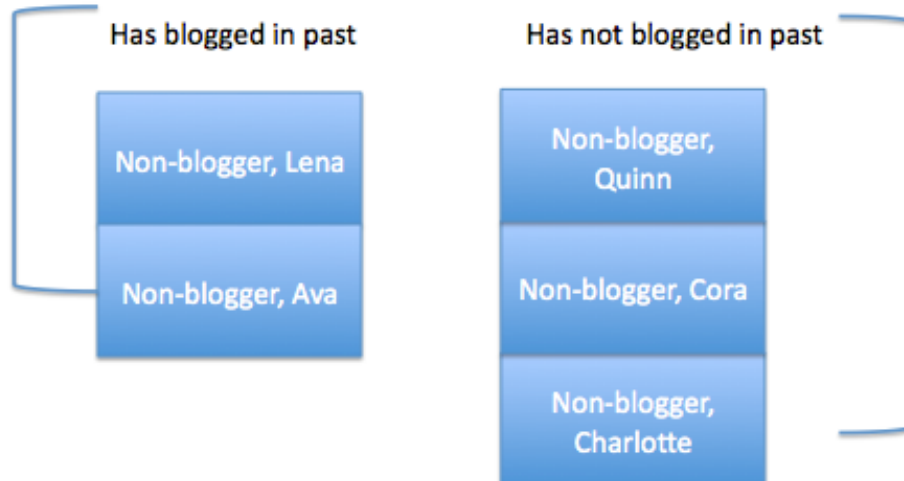 Has blogged in past
Non-blogger, Lena
Non-blogger, Ava
Has not blogged in past
Non-blogger,
Quinn
Non-blogger, Cora
Non-blogger,
Charlotte